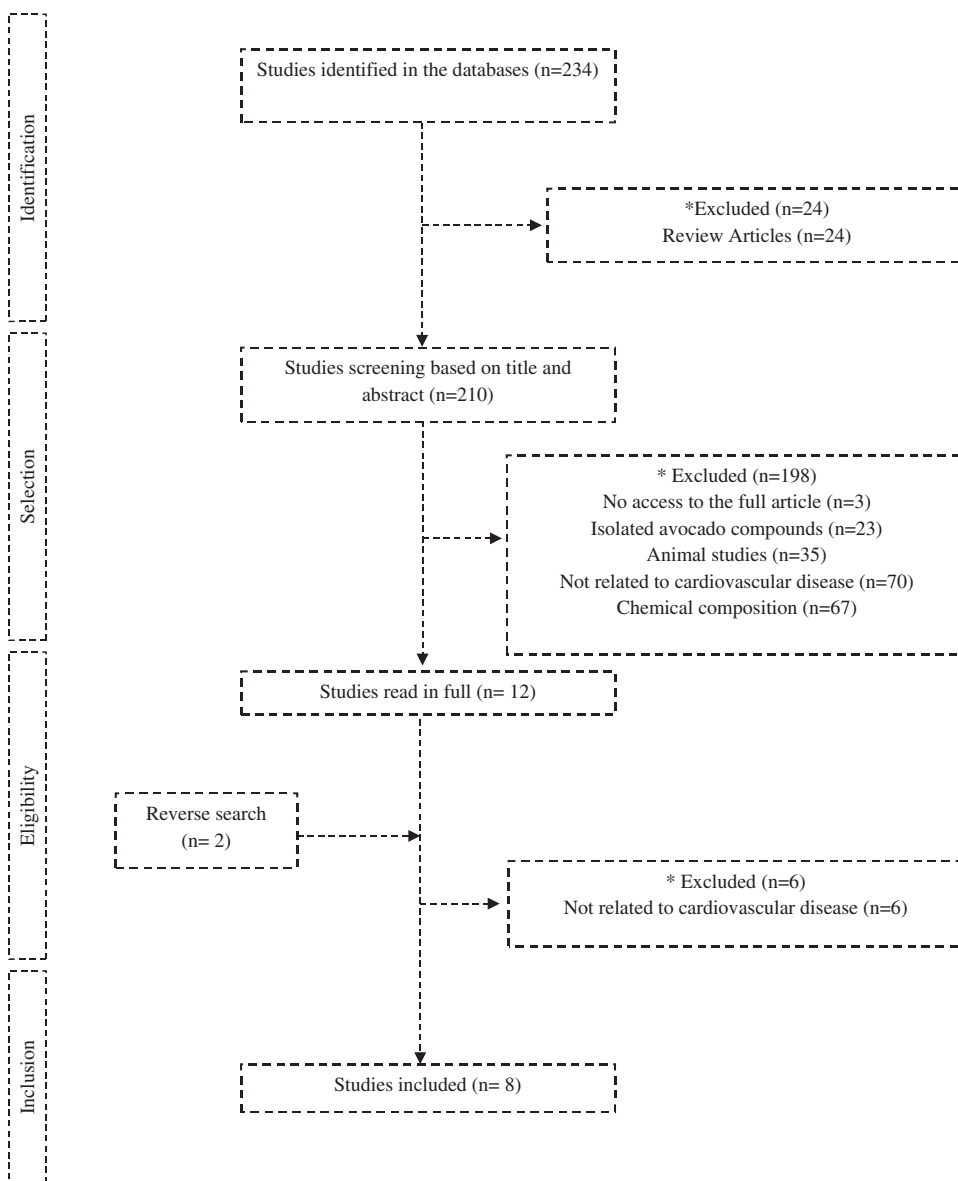 Identification
Studies identified in the databases (n=234)
*Excluded (n=24)
Review Articles (n=24)
Selection
Studies screening based on title and
abstract (n=210)
* Excluded (n=198)
No access to the full article (n=3)
Isolated avocado compounds (n=23)
Animal studies (n=35)
Not related to cardiovascular disease (n=70)
Chemical composition (n=67)
Eligibility
Studies read in full (n= 12)
Reverse search
(n= 2)
* Excluded (n=6)
Not related to cardiovascular disease (n=6)
Inclusion
Studies included (n= 8)